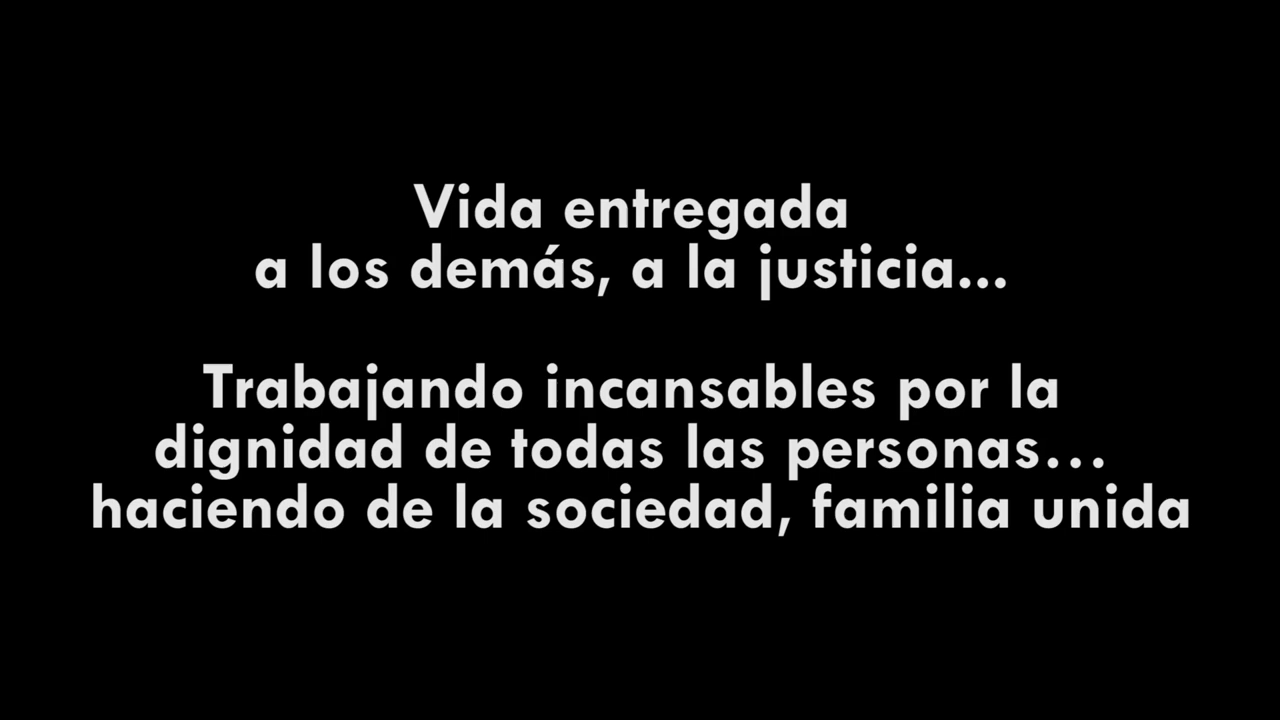 Vida entregada
a los demás, a la justicia...
Trabajando incansables por la
dignidad de todas las personas...
haciendo de la sociedad, familia unida